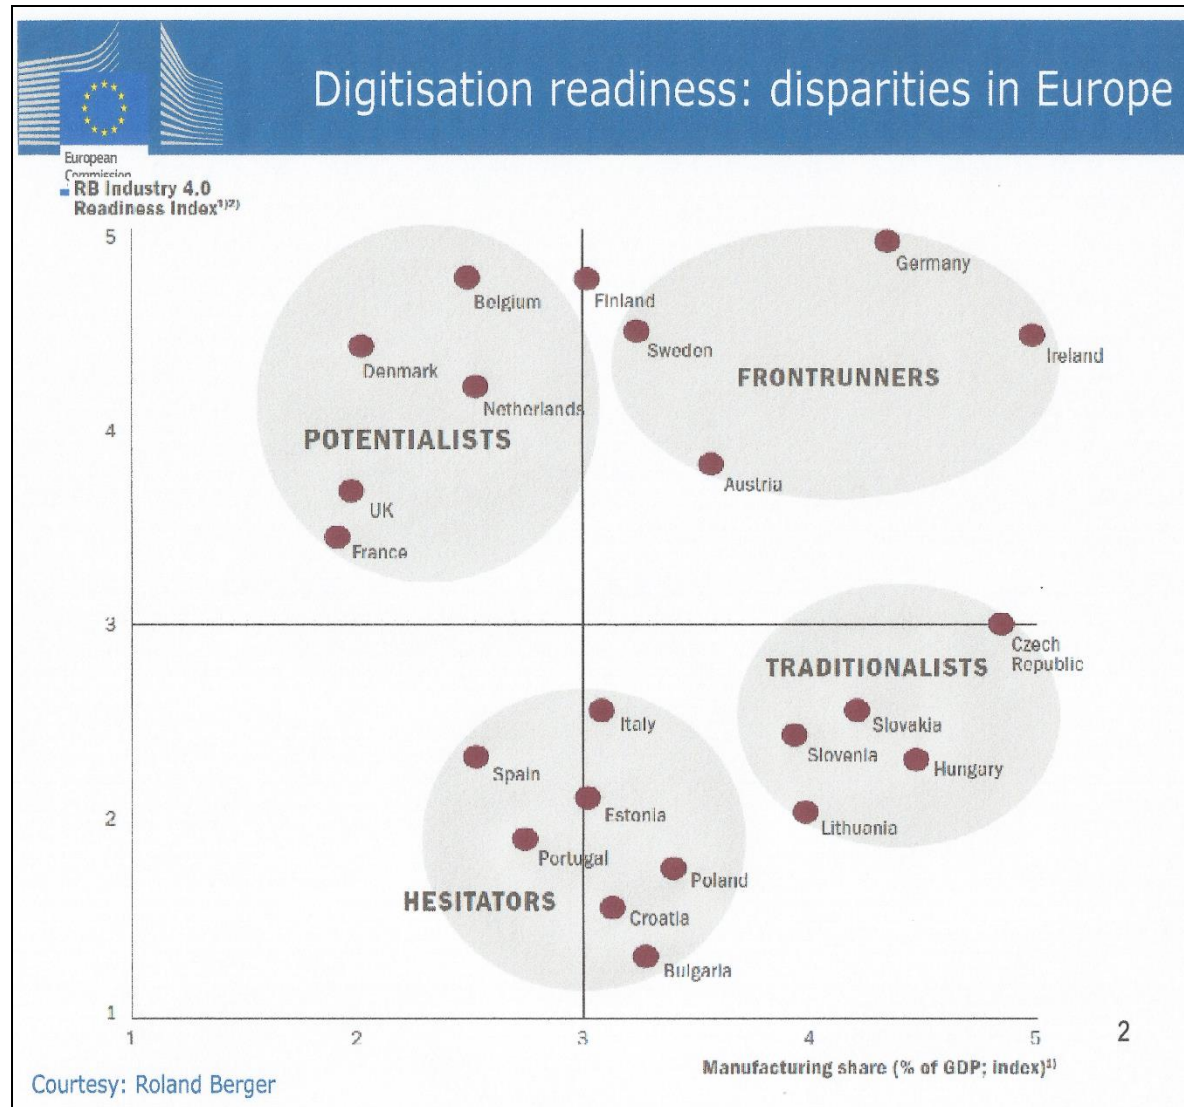 Digitisation readiness: disparities in Europe
European
Commission
RB Industry 4.0
Readiness Index¹⁾²⁾
5
Germany
Belgium
Finland
Sweden
Ireland
Denmark
FRONTRUNNERS
Netherlands
4
POTENTIALISTS
Austria
UK
France
3
Czech
Republic
TRADITIONALISTS
Italy
Slovakia
Slovenia
Hungary
Spain
2
Estonia
Lithuania
Portugal
Poland
HESITATORS
Croatia
Bulgaria
1
1 2 3 4 5
2
Manufacturing share (% of GDP; index)¹⁾
Courtesy: Roland Berger